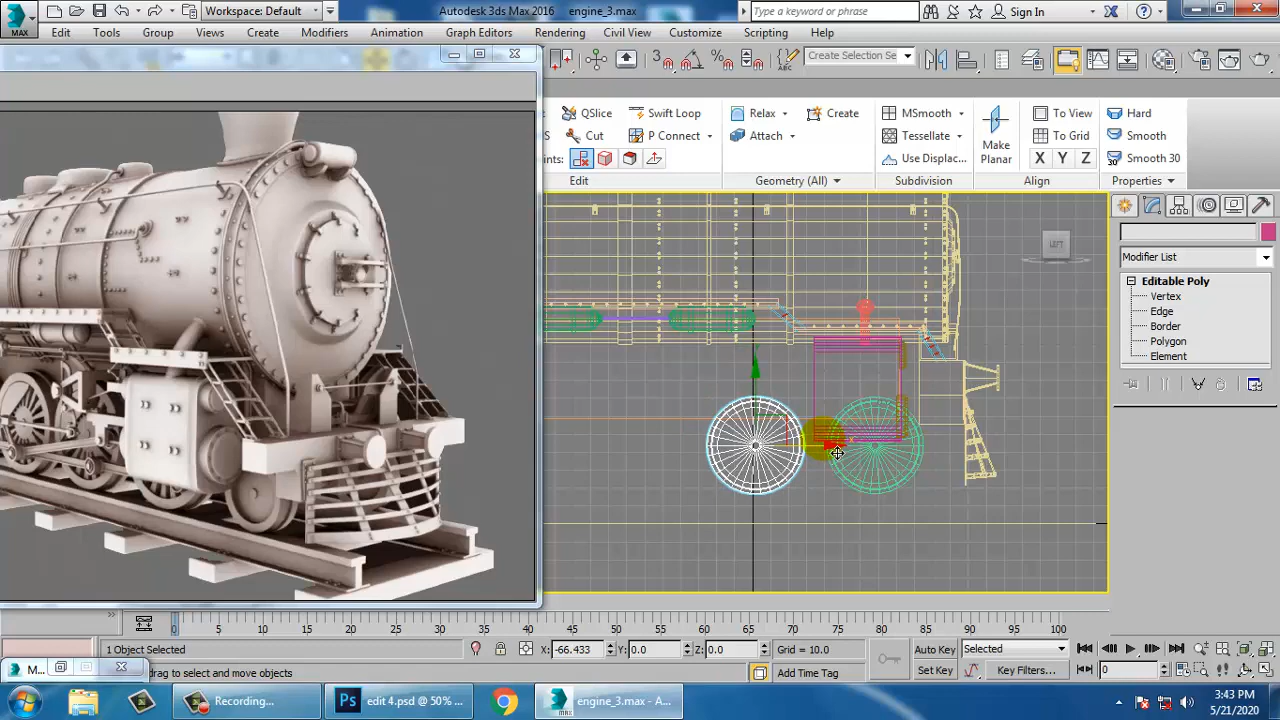 Workspace: Default
Autodesk 3ds Max 2016 engine_3.max
Type a keyword or phrase
Sign In
MAX
Edit Tools Group Views Create Modifiers Animation Graph Editors Rendering Civil View Customize Scripting Help
Create Selection Se
QSlice Swift Loop Relax Create MSmooth To View Hard
Cut P Connect Attach Tessellate Make Planar To Grid Smooth
Use Displac... X Y Z Smooth 30
Edit Geometry (All) Subdivision Align Properties
LEFT
Modifier List
Editable Poly
Vertex
Edge
Border
Polygon
Element
0 5 10 15 20 25 30 35 40 45 50 55 60 65 70 75 80 85 90 95 100
1 Object Selected X: -66.433 Y: 0.0 Z: 0.0 Grid = 10.0 Auto Key Selected
M... drag to select and move objects Add Time Tag Set Key Key Filters... 0
Recording... edit 4.psd @ 50% ... engine_3.max - A...
3:43 PM
5/21/2020